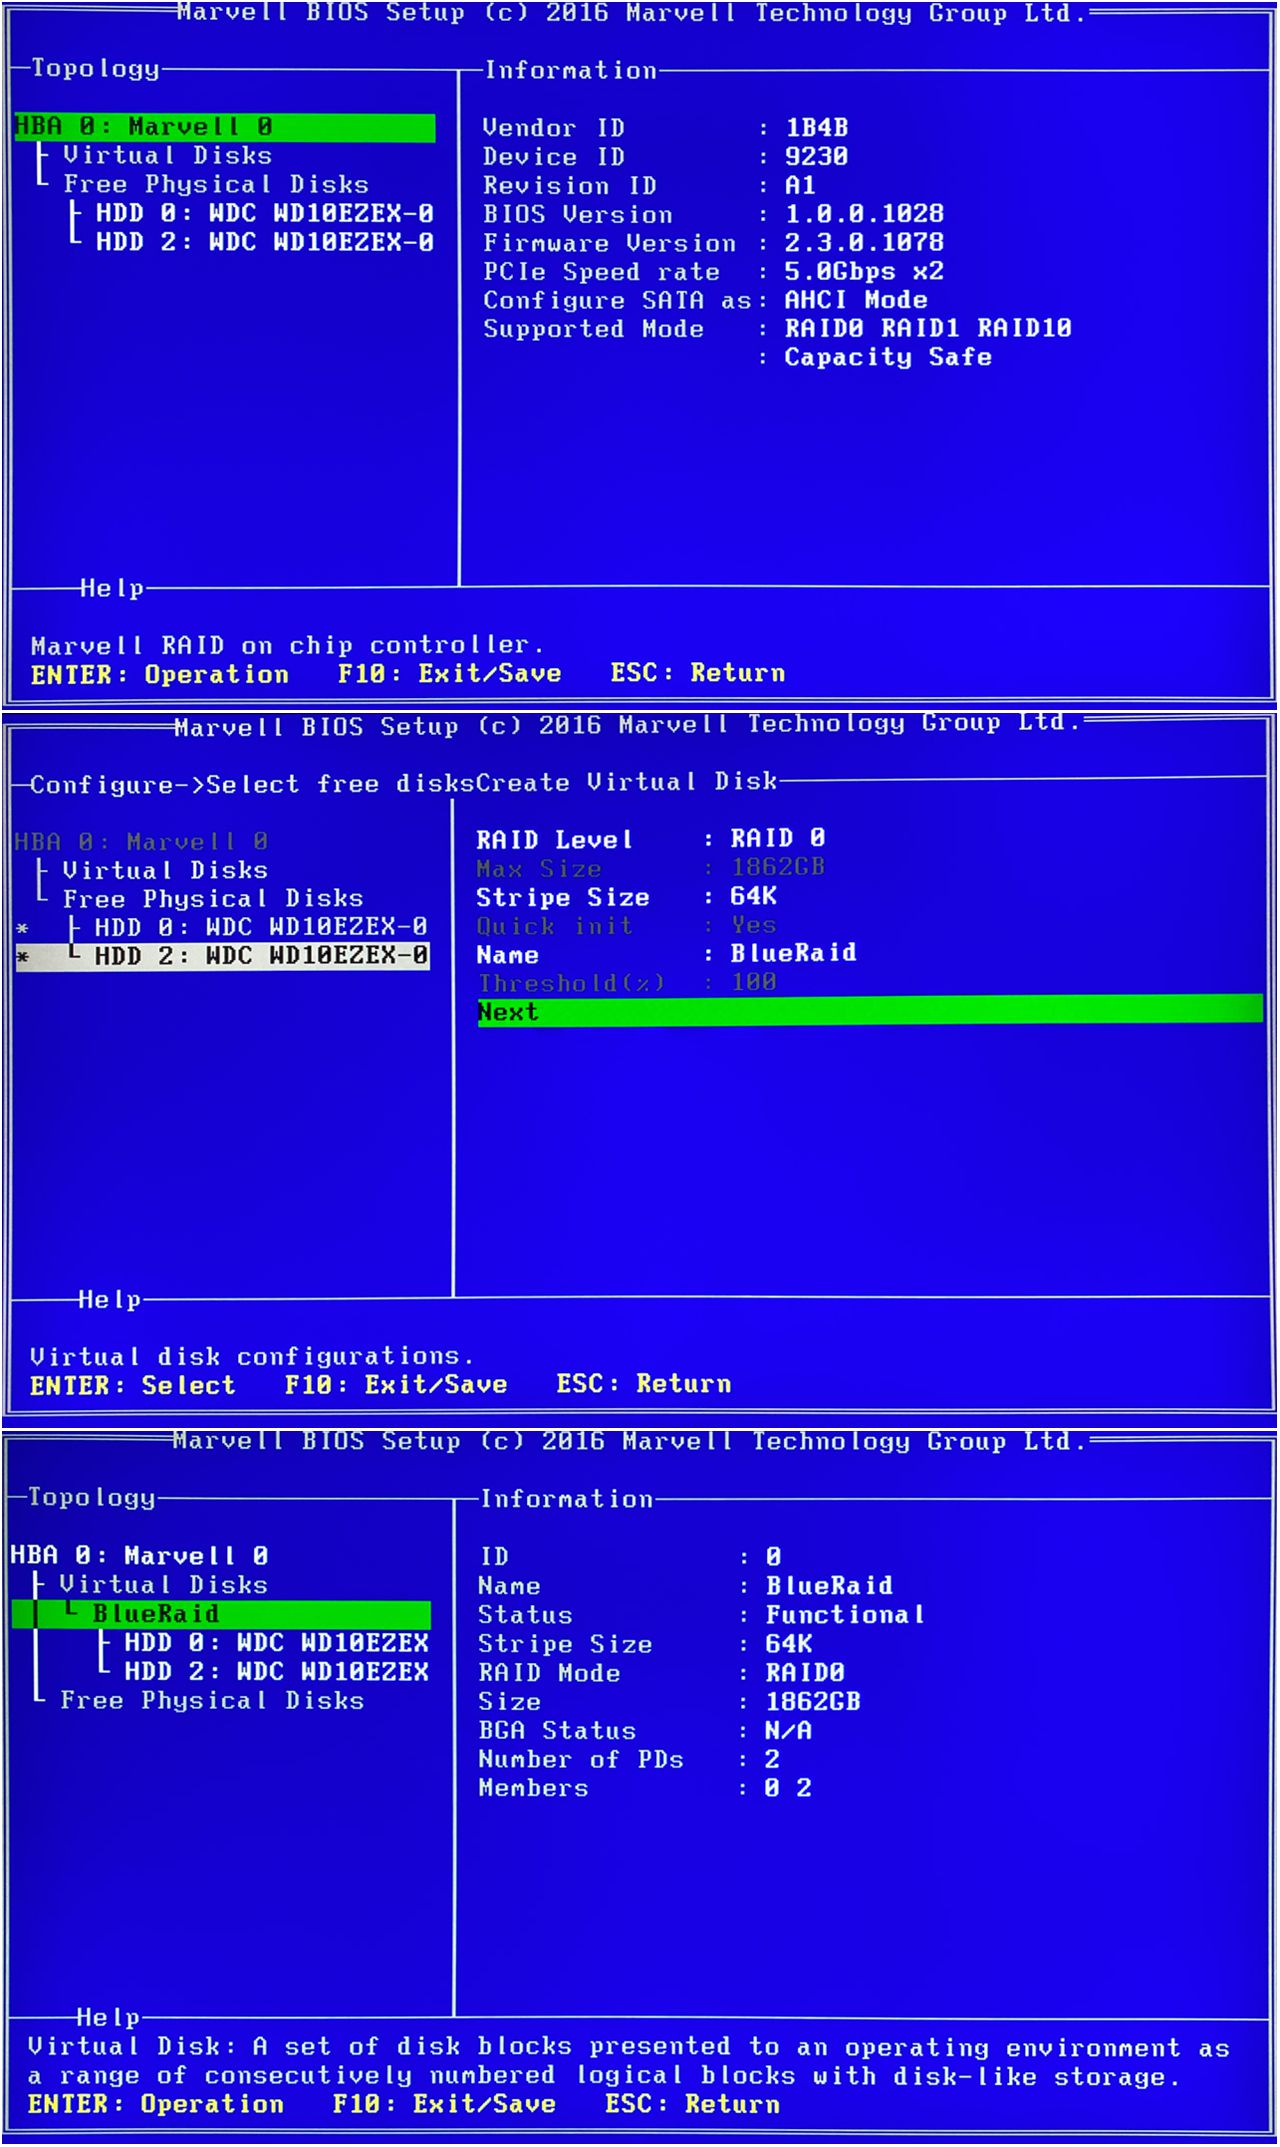 Marvell BIOS Setup (c) 2016 Marvell Technology Group Ltd.
Topology
HBA 0: Marvell 0
Virtual Disks
Free Physical Disks
HDD 0: WDC WD10EZEX-0
HDD 2: WDC WD10EZEX-0
Information
Vendor ID : 1B4B
Device ID : 9230
Revision ID : A1
BIOS Version : 1.0.0.1028
Firmware Version : 2.3.0.1078
PCIe Speed rate : 5.0Gbps x2
Configure SATA as: AHCI Mode
Supported Mode : RAID0 RAID1 RAID10
: Capacity Safe
Help
Marvell RAID on chip controller.
ENTER: Operation F10: Exit/Save ESC: Return
Marvell BIOS Setup (c) 2016 Marvell Technology Group Ltd.
Configure->Select free disksCreate Virtual Disk
HBA 0: Marvell 0
Virtual Disks
Free Physical Disks
* HDD 0: WDC WD10EZEX-0
* HDD 2: WDC WD10EZEX-0
RAID Level : RAID 0
Max Size : 1862GB
Stripe Size : 64K
Quick init : Yes
Name : BlueRaid
Threshold(%) : 100
Next
Help
Virtual disk configurations.
ENTER: Select F10: Exit/Save ESC: Return
Marvell BIOS Setup (c) 2016 Marvell Technology Group Ltd.
Topology
HBA 0: Marvell 0
Virtual Disks
BlueRaid
HDD 0: WDC WD10EZEX
HDD 2: WDC WD10EZEX
Free Physical Disks
Information
ID : 0
Name : BlueRaid
Status : Functional
Stripe Size : 64K
RAID Mode : RAID0
Size : 1862GB
BGA Status : N/A
Number of PDs : 2
Members : 0 2
Help
Virtual Disk: A set of disk blocks presented to an operating environment as
a range of consecutively numbered logical blocks with disk-like storage.
ENTER: Operation F10: Exit/Save ESC: Return